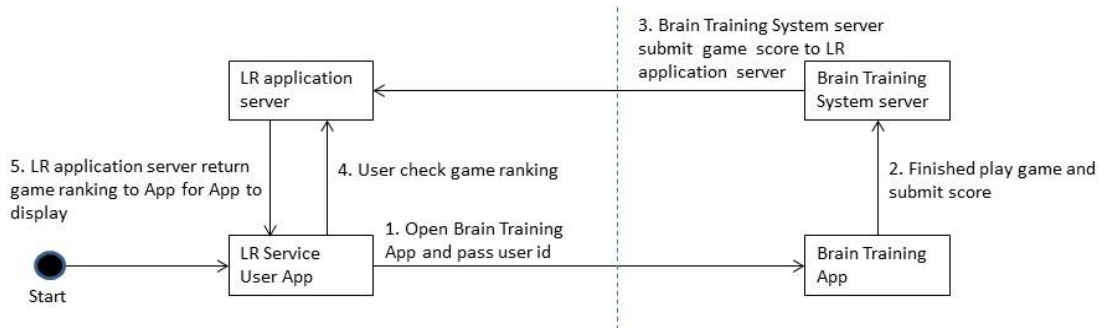 3. Brain Training System server
submit game score to LR
application server
LR application
server
Brain Training
System server
5. LR application server return
game ranking to App for App to
display
4. User check game ranking
2. Finished play game and
submit score
1. Open Brain Training
App and pass user id
LR Service
User App
Brain Training
App
Start